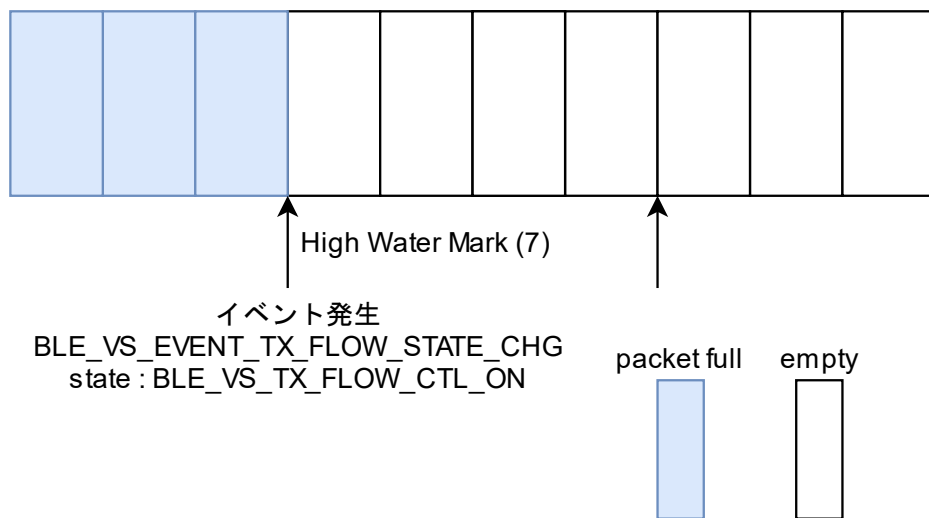 High Water Mark (7)
イベント発生
BLE_VS_EVENT_TX_FLOW_STATE_CHG
state : BLE_VS_TX_FLOW_CTL_ON
packet full
empty